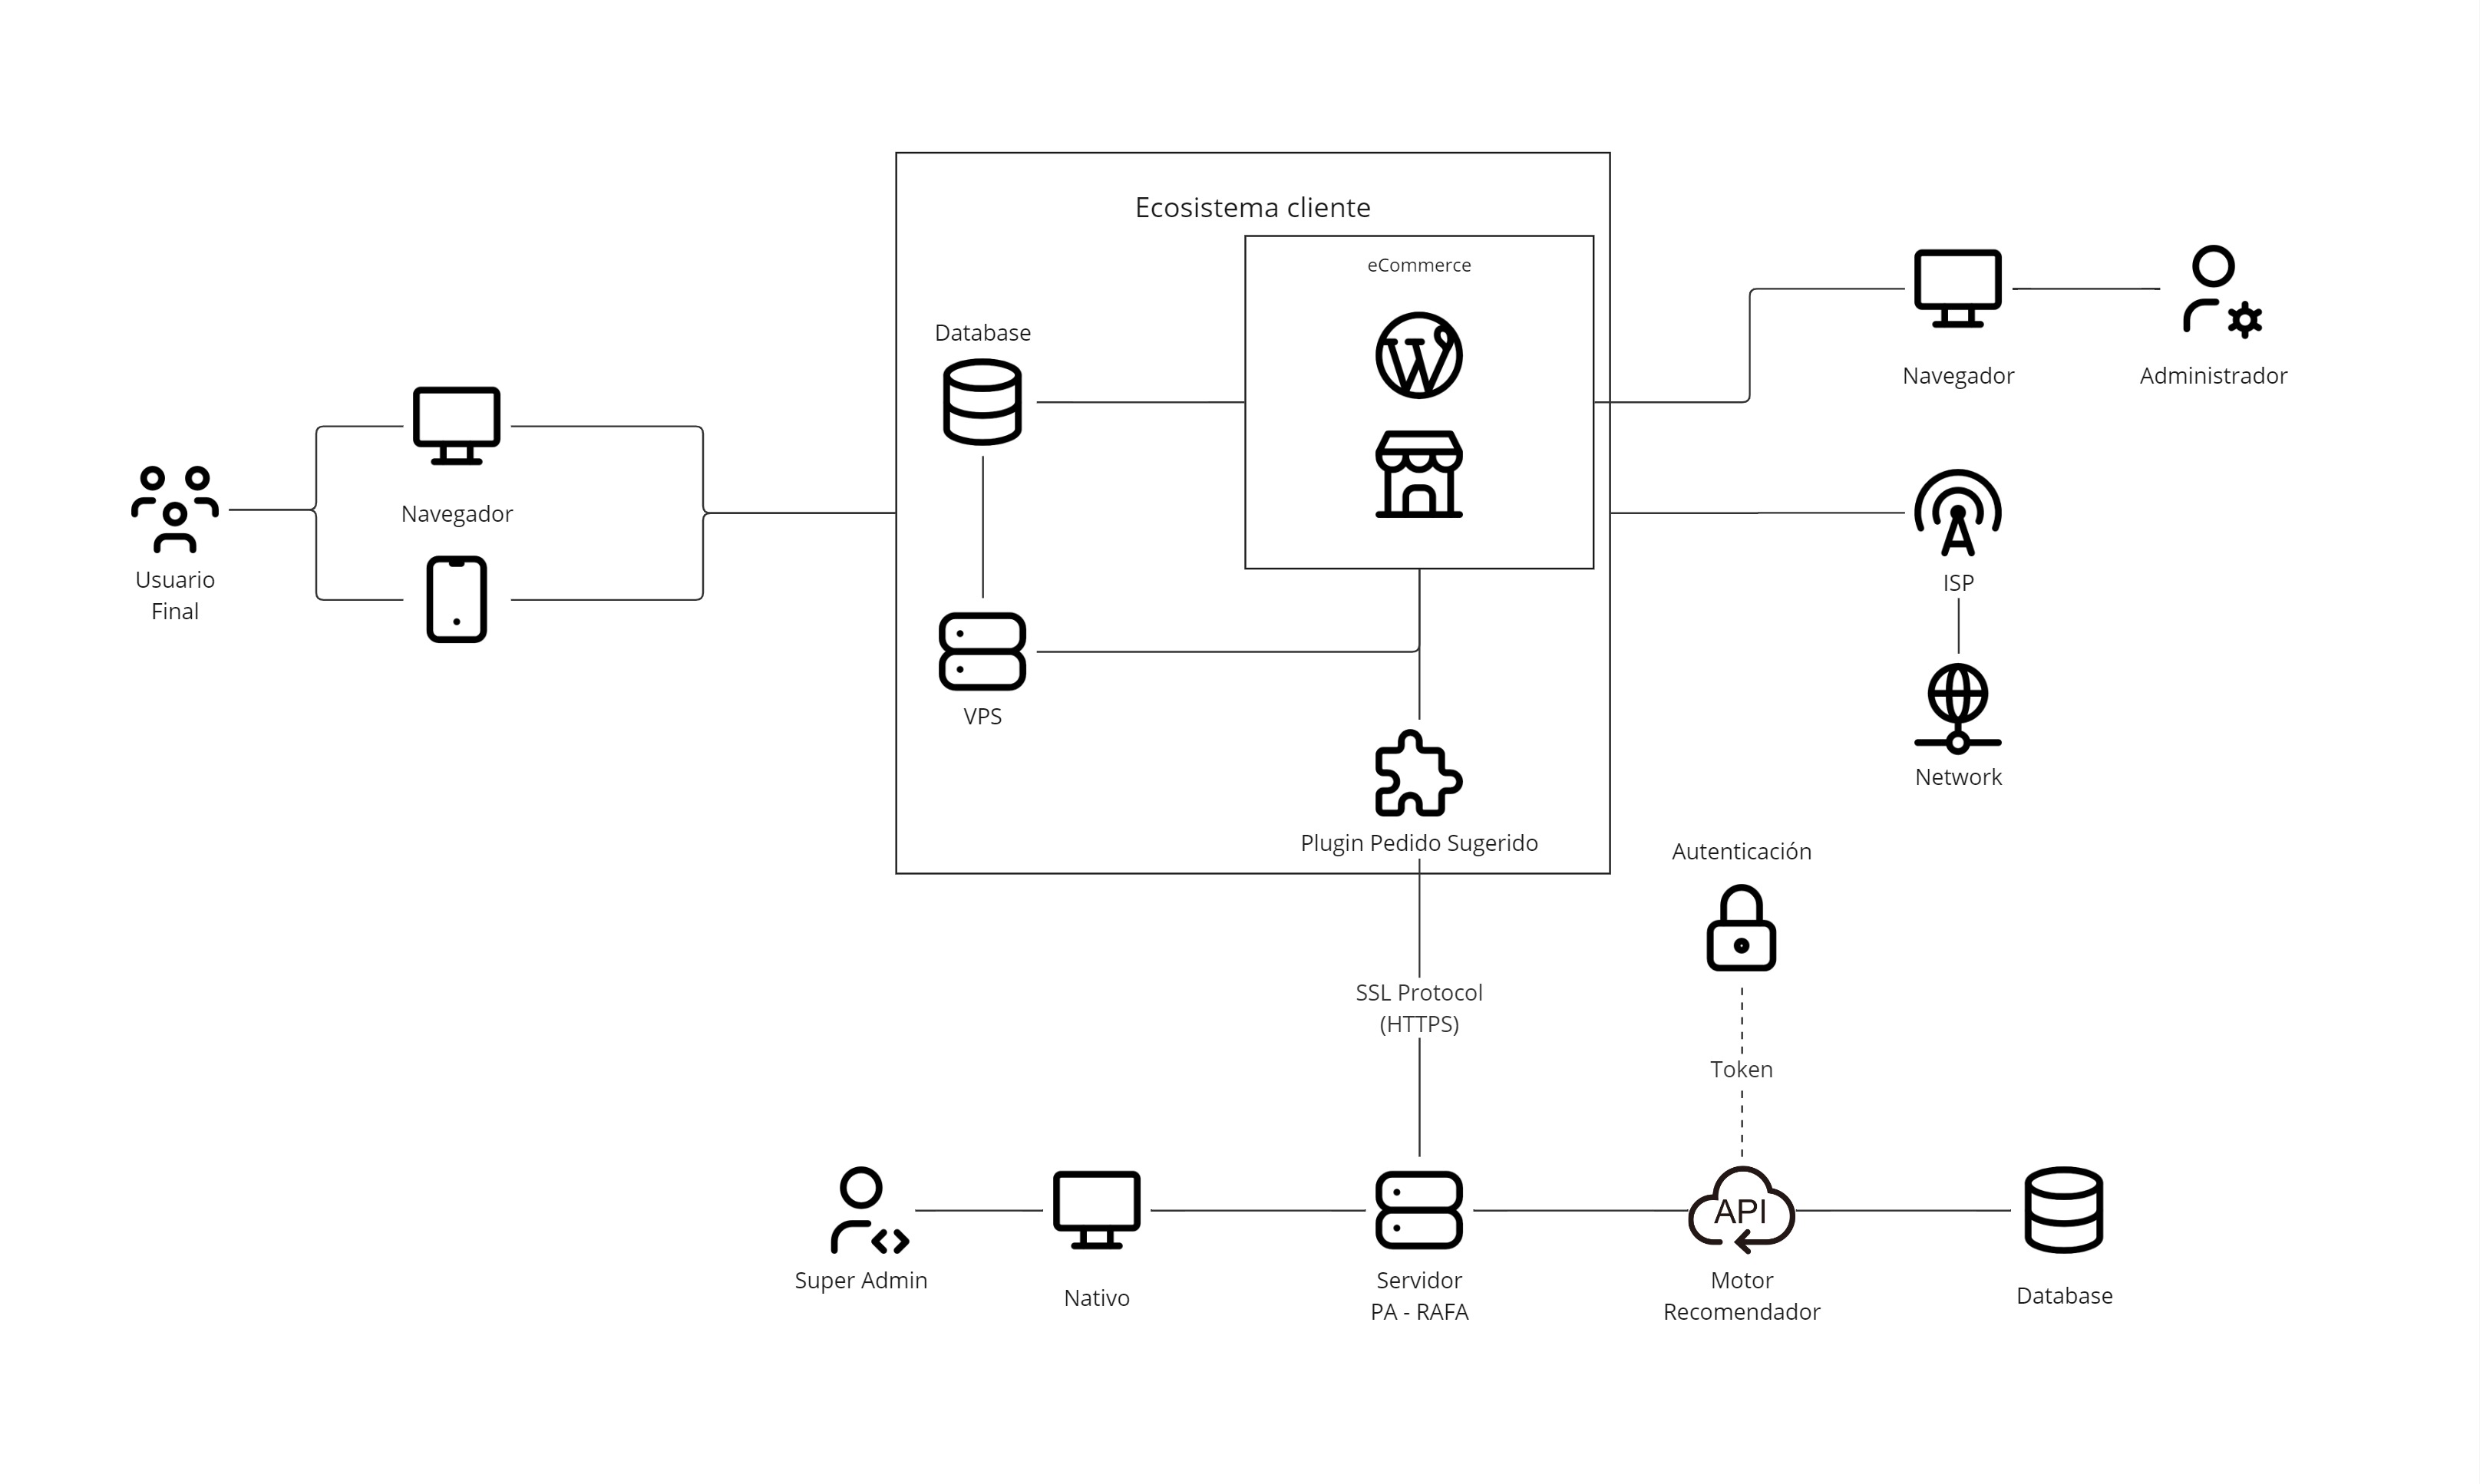 Ecosistema cliente
eCommerce
Database
Navegador
Administrador
Navegador
Usuario
Final
ISP
VPS
Network
Plugin Pedido Sugerido
Autenticación
SSL Protocol
(HTTPS)
Token
API
Super Admin
Nativo
Servidor
PA - RAFA
Motor
Recomendador
Database